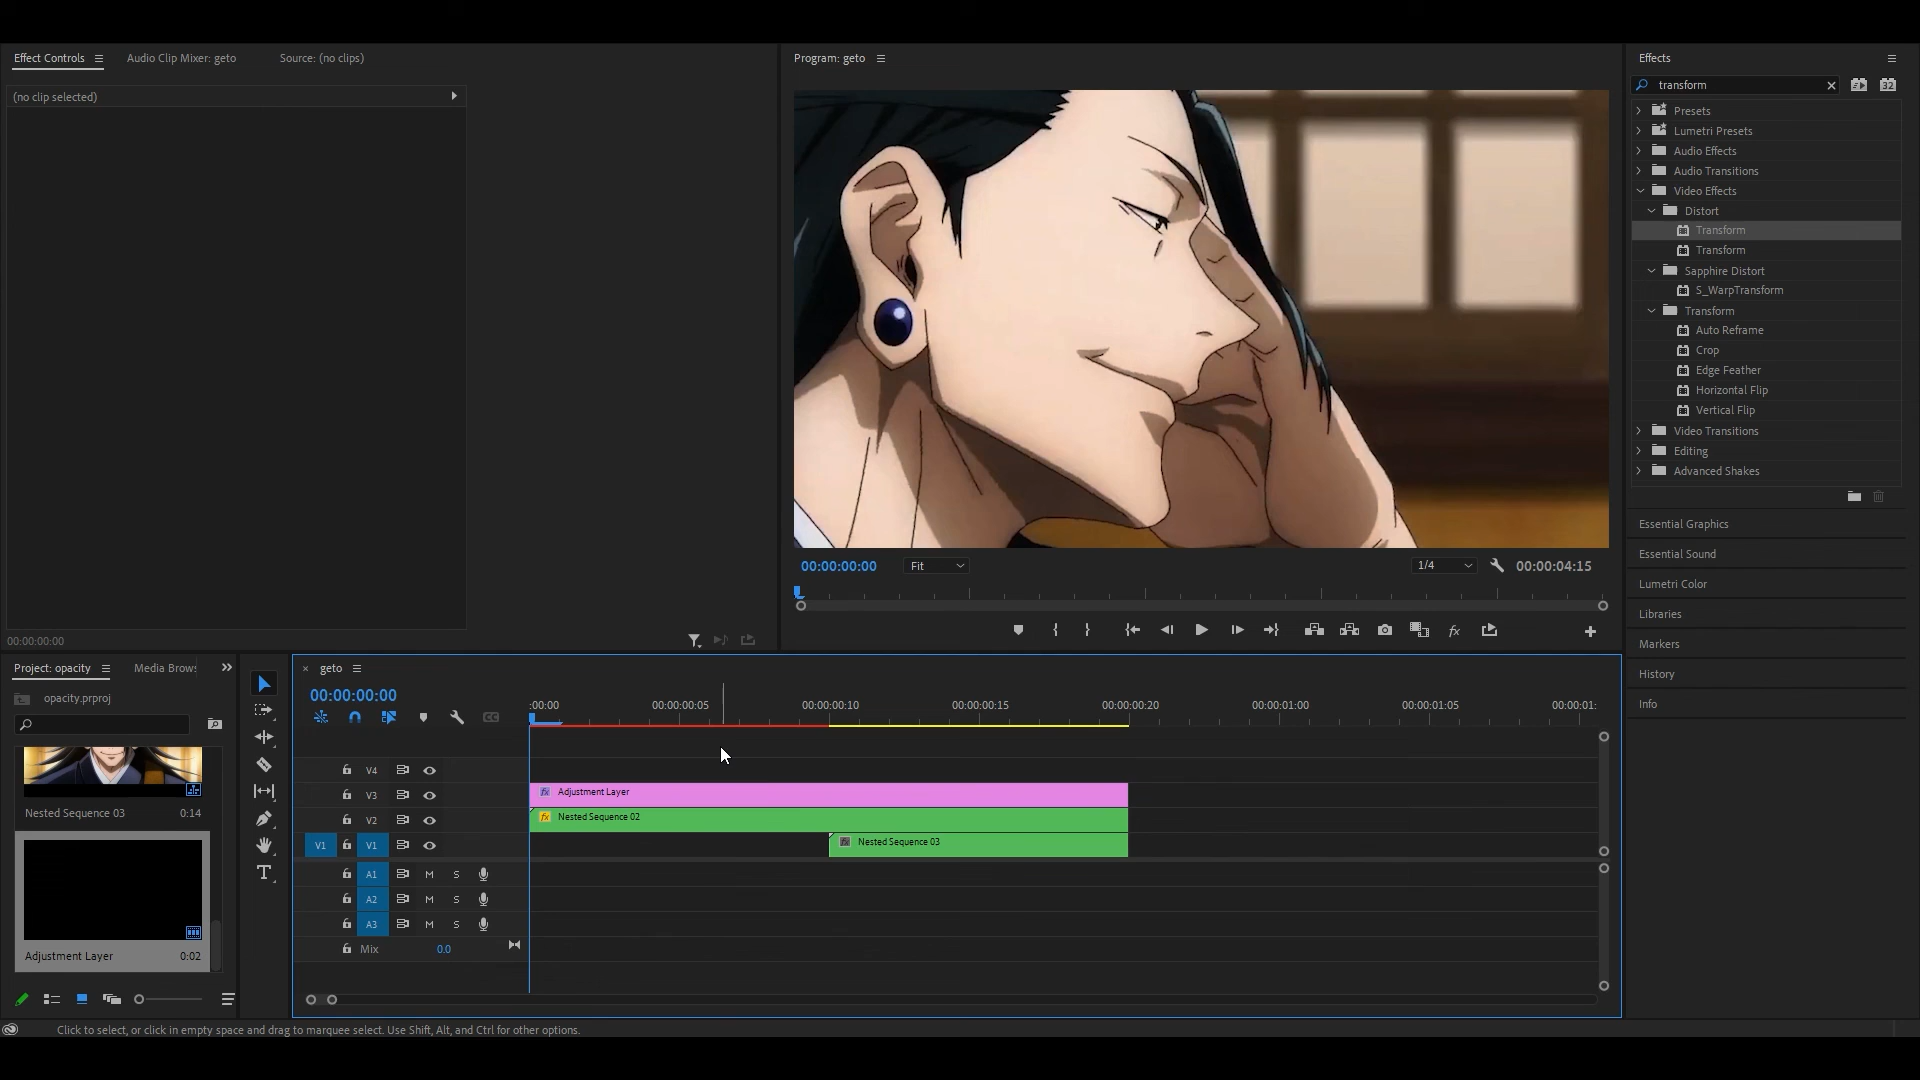 Effect Controls
Audio Clip Mixer: geto
Source: (no clips)
(no clip selected)
00:00:00:00
Program: geto
00:00:00:00
Fit
1/4
00:00:04:15
Effects
transform
32
Presets
Lumetri Presets
Audio Effects
Audio Transitions
Video Effects
Distort
Transform
Transform
Sapphire Distort
S_WarpTransform
Transform
Auto Reframe
Crop
Edge Feather
Horizontal Flip
Vertical Flip
Video Transitions
Editing
Advanced Shakes
Essential Graphics
Essential Sound
Lumetri Color
Libraries
Markers
History
Info
Project: opacity
Media Brows
opacity.prproj
Nested Sequence 03
0:14
Adjustment Layer
0:02
geto
00:00:00:00
:00:00
00:00:00:05
00:00:00:10
00:00:00:15
00:00:00:20
00:00:01:00
00:00:01:05
00:00:01:
V4
V3
fx Adjustment Layer
V2
fx Nested Sequence 02
V1
V1
fx Nested Sequence 03
A1 M S
A2 M S
A3 M S
Mix
0.0
Click to select, or click in empty space and drag to marquee select. Use Shift, Alt, and Ctrl for other options.